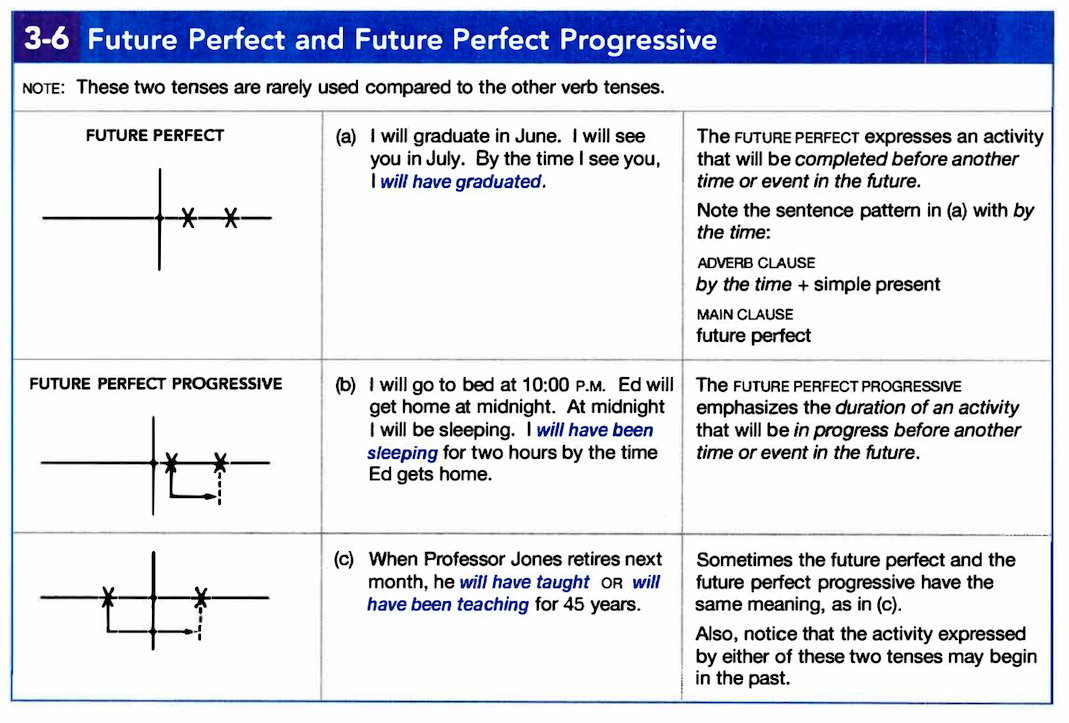 3-6 Future Perfect and Future Perfect Progressive
NOTE: These two tenses are rarely used compared to the other verb tenses.
FUTURE PERFECT
(a) I will graduate in June. I will see
you in July. By the time I see you,
I will have graduated.
The FUTURE PERFECT expresses an activity
that will be completed before another
time or event in the future.
Note the sentence pattern in (a) with by
the time:
ADVERB CLAUSE
by the time + simple present
MAIN CLAUSE
future perfect
FUTURE PERFECT PROGRESSIVE
(b) I will go to bed at 10:00 P.M. Ed will
get home at midnight. At midnight
I will be sleeping. I will have been
sleeping for two hours by the time
Ed gets home.
The FUTURE PERFECT PROGRESSIVE
emphasizes the duration of an activity
that will be in progress before another
time or event in the future.
(c) When Professor Jones retires next
month, he will have taught OR will
have been teaching for 45 years.
Sometimes the future perfect and the
future perfect progressive have the
same meaning, as in (c).
Also, notice that the activity expressed
by either of these two tenses may begin
in the past.